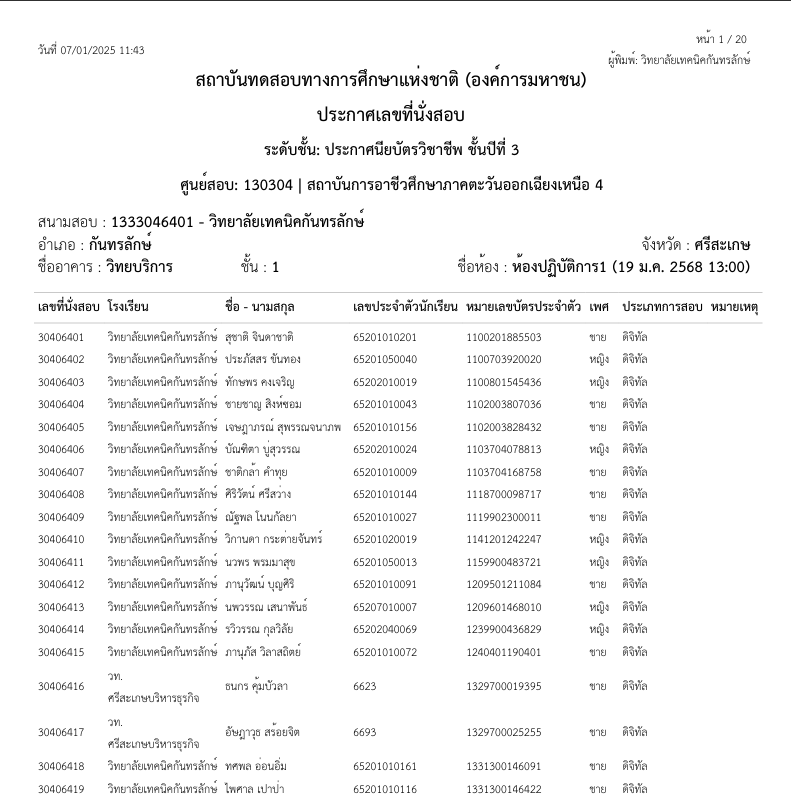 หน้า 1 / 20
วันที่ 07/01/2025 11:43
ผู้พิมพ์: วิทยาลัยเทคนิคกันทรลักษ์
สถาบันทดสอบทางการศึกษาแห่งชาติ (องค์การมหาชน)
ประกาศเลขที่นั่งสอบ
ระดับชั้น: ประกาศนียบัตรวิชาชีพ ชั้นปีที่ 3
ศูนย์สอบ: 130304 | สถาบันการอาชีวศึกษาภาคตะวันออกเฉียงเหนือ 4
สนามสอบ : 1333046401 - วิทยาลัยเทคนิคกันทรลักษ์
อำเภอ : กันทรลักษ์ จังหวัด : ศรีสะเกษ
ชื่ออาคาร : วิทยบริการ ชั้น : 1 ชื่อห้อง : ห้องปฏิบัติการ1 (19 ม.ค. 2568 13:00)
เลขที่นั่งสอบ โรงเรียน ชื่อ - นามสกุล เลขประจำตัวนักเรียน หมายเลขบัตรประจำตัว เพศ ประเภทการสอบ หมายเหตุ
30406401 วิทยาลัยเทคนิคกันทรลักษ์ สุชาติ จินดาชาติ 65201010201 1100201885503 ชาย ดิจิทัล
30406402 วิทยาลัยเทคนิคกันทรลักษ์ ประภัสสร ขันทอง 65201050040 1100703920020 หญิง ดิจิทัล
30406403 วิทยาลัยเทคนิคกันทรลักษ์ ทักษพร คงเจริญ 65202010019 1100801545436 หญิง ดิจิทัล
30406404 วิทยาลัยเทคนิคกันทรลักษ์ ชายชาญ สิงห์ซอม 65201010043 1102003807036 ชาย ดิจิทัล
30406405 วิทยาลัยเทคนิคกันทรลักษ์ เจษฎาภรณ์ สุพรรณจนาภพ 65201010156 1102003828432 ชาย ดิจิทัล
30406406 วิทยาลัยเทคนิคกันทรลักษ์ บัณฑิตา บู่สุวรรณ 65202010024 1103704078813 หญิง ดิจิทัล
30406407 วิทยาลัยเทคนิคกันทรลักษ์ ชาติกล้า คำทุย 65201010009 1103704168758 ชาย ดิจิทัล
30406408 วิทยาลัยเทคนิคกันทรลักษ์ ศิริวัตน์ ศรีสว่าง 65201010144 1118700098717 ชาย ดิจิทัล
30406409 วิทยาลัยเทคนิคกันทรลักษ์ ณัฐพล โนนกัลยา 65201010027 1119902300011 ชาย ดิจิทัล
30406410 วิทยาลัยเทคนิคกันทรลักษ์ วิกานดา กระต่ายจันทร์ 65201020019 1141201242247 หญิง ดิจิทัล
30406411 วิทยาลัยเทคนิคกันทรลักษ์ นวพร พรมมาสุข 65201050013 1159900483721 หญิง ดิจิทัล
30406412 วิทยาลัยเทคนิคกันทรลักษ์ ภานุวัฒน์ บุญศิริ 65201010091 1209501211084 ชาย ดิจิทัล
30406413 วิทยาลัยเทคนิคกันทรลักษ์ นพวรรณ เสนาพันธ์ 65207010007 1209601468010 หญิง ดิจิทัล
30406414 วิทยาลัยเทคนิคกันทรลักษ์ รวิวรรณ กุลวิลัย 65202040069 1239900436829 หญิง ดิจิทัล
30406415 วิทยาลัยเทคนิคกันทรลักษ์ ภานุภัส วิลาสถิตย์ 65201010072 1240401190401 ชาย ดิจิทัล
วท.
30406416 ศรีสะเกษบริหารธุรกิจ ธนกร คุ้มบัวลา 6623 1329700019395 ชาย ดิจิทัล
วท.
30406417 ศรีสะเกษบริหารธุรกิจ อัษฎาวุธ สร้อยจิต 6693 1329700025255 ชาย ดิจิทัล
30406418 วิทยาลัยเทคนิคกันทรลักษ์ ทศพล อ่อนอิ่ม 65201010161 1331300146091 ชาย ดิจิทัล
30406419 วิทยาลัยเทคนิคกันทรลักษ์ ไพศาล เปาป่า 65201010116 1331300146422 ชาย ดิจิทัล